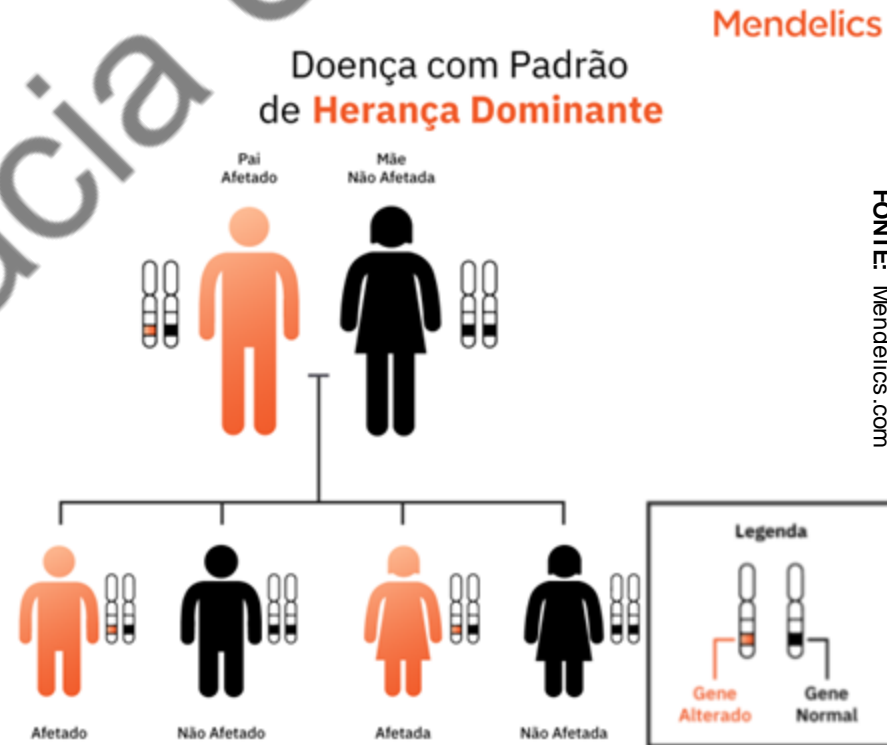 Mendelics
Doença com Padrão
de Herança Dominante
Pai
Afetado
Mãe
Não Afetada
FONTE: Mendelics.com
Legenda
Gene
Alterado
Gene
Normal
Afetado
Não Afetado
Afetada
Não Afetada